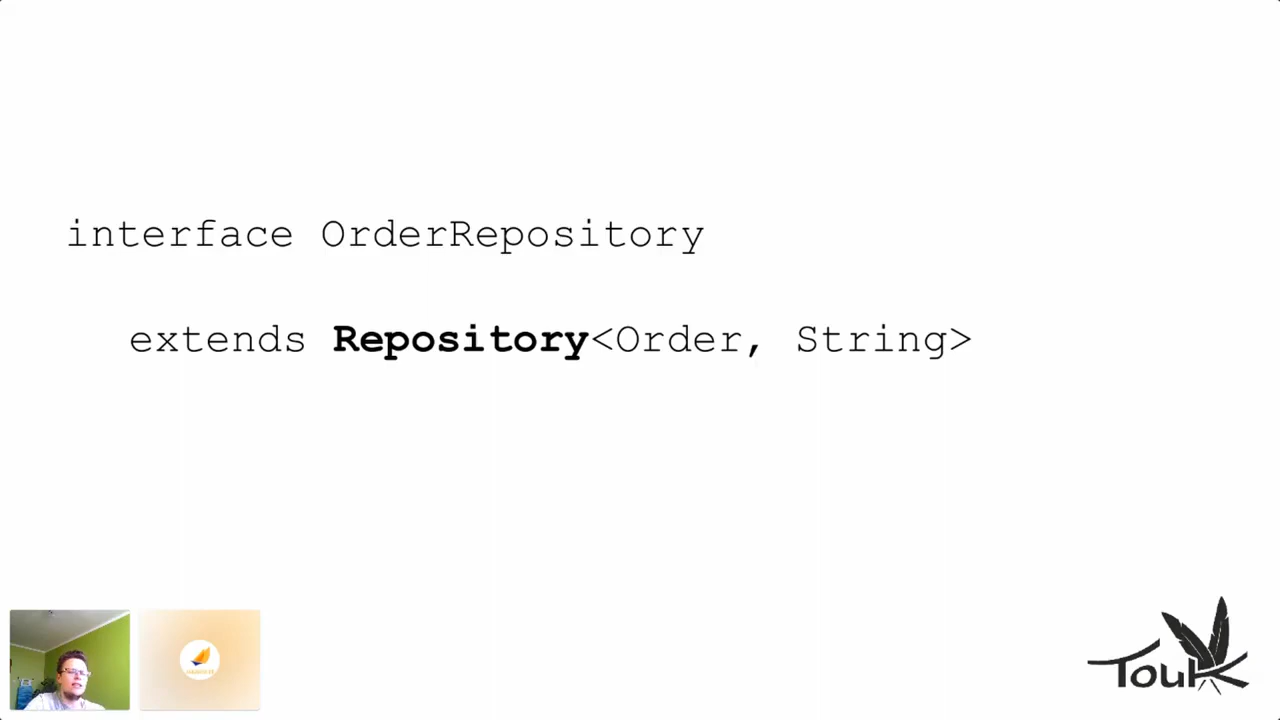 interface OrderRepository
extends Repository<Order, String>
Touk